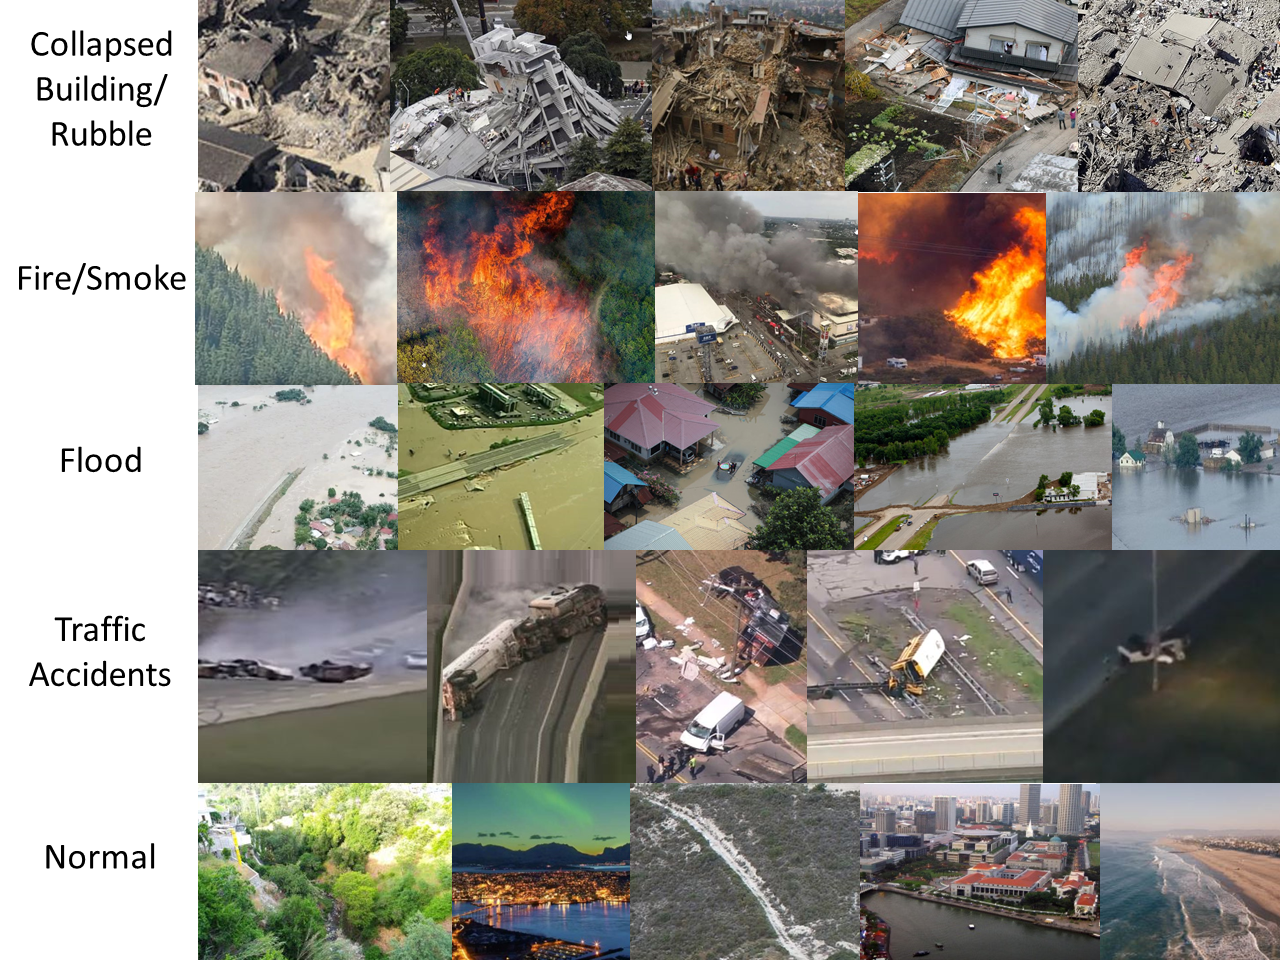 Collapsed
Building/
Rubble
Fire/Smoke
Flood
Traffic
Accidents
Normal